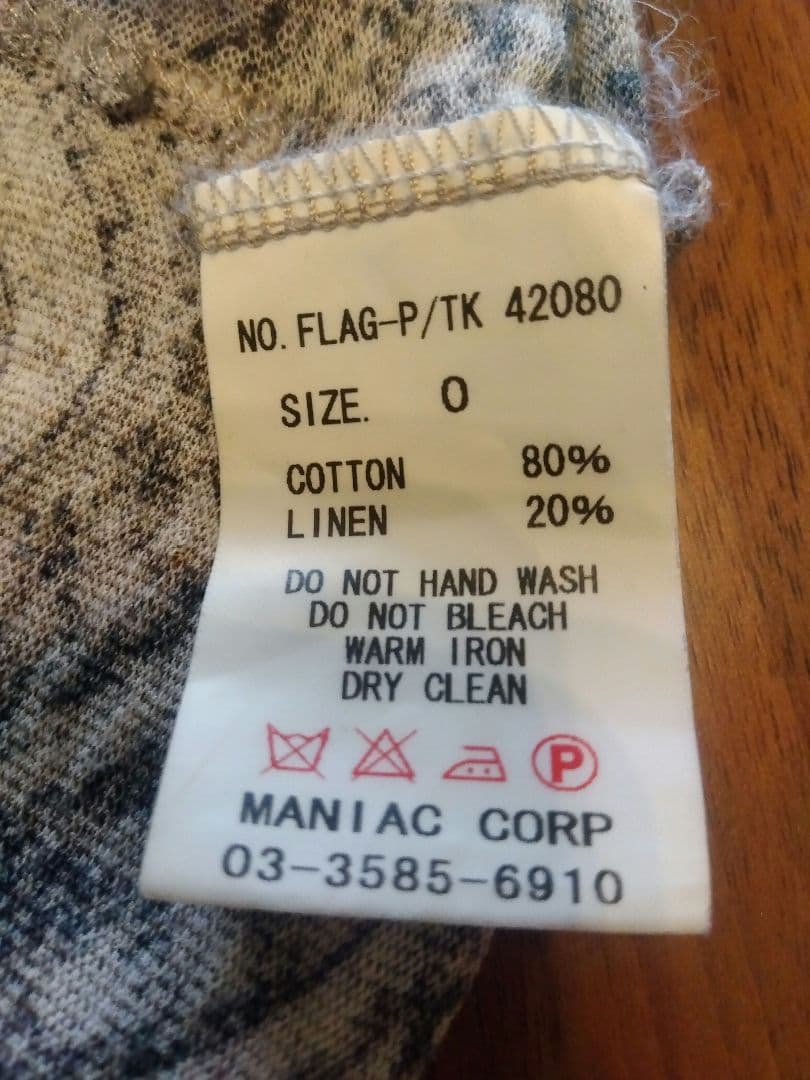 NO. FLAG-P/TK 42080
SIZE. 0
COTTON 80%
LINEN 20%
DO NOT HAND WASH
DO NOT BLEACH
WARM IRON
DRY CLEAN
P
MANIAC CORP
03-3585-6910